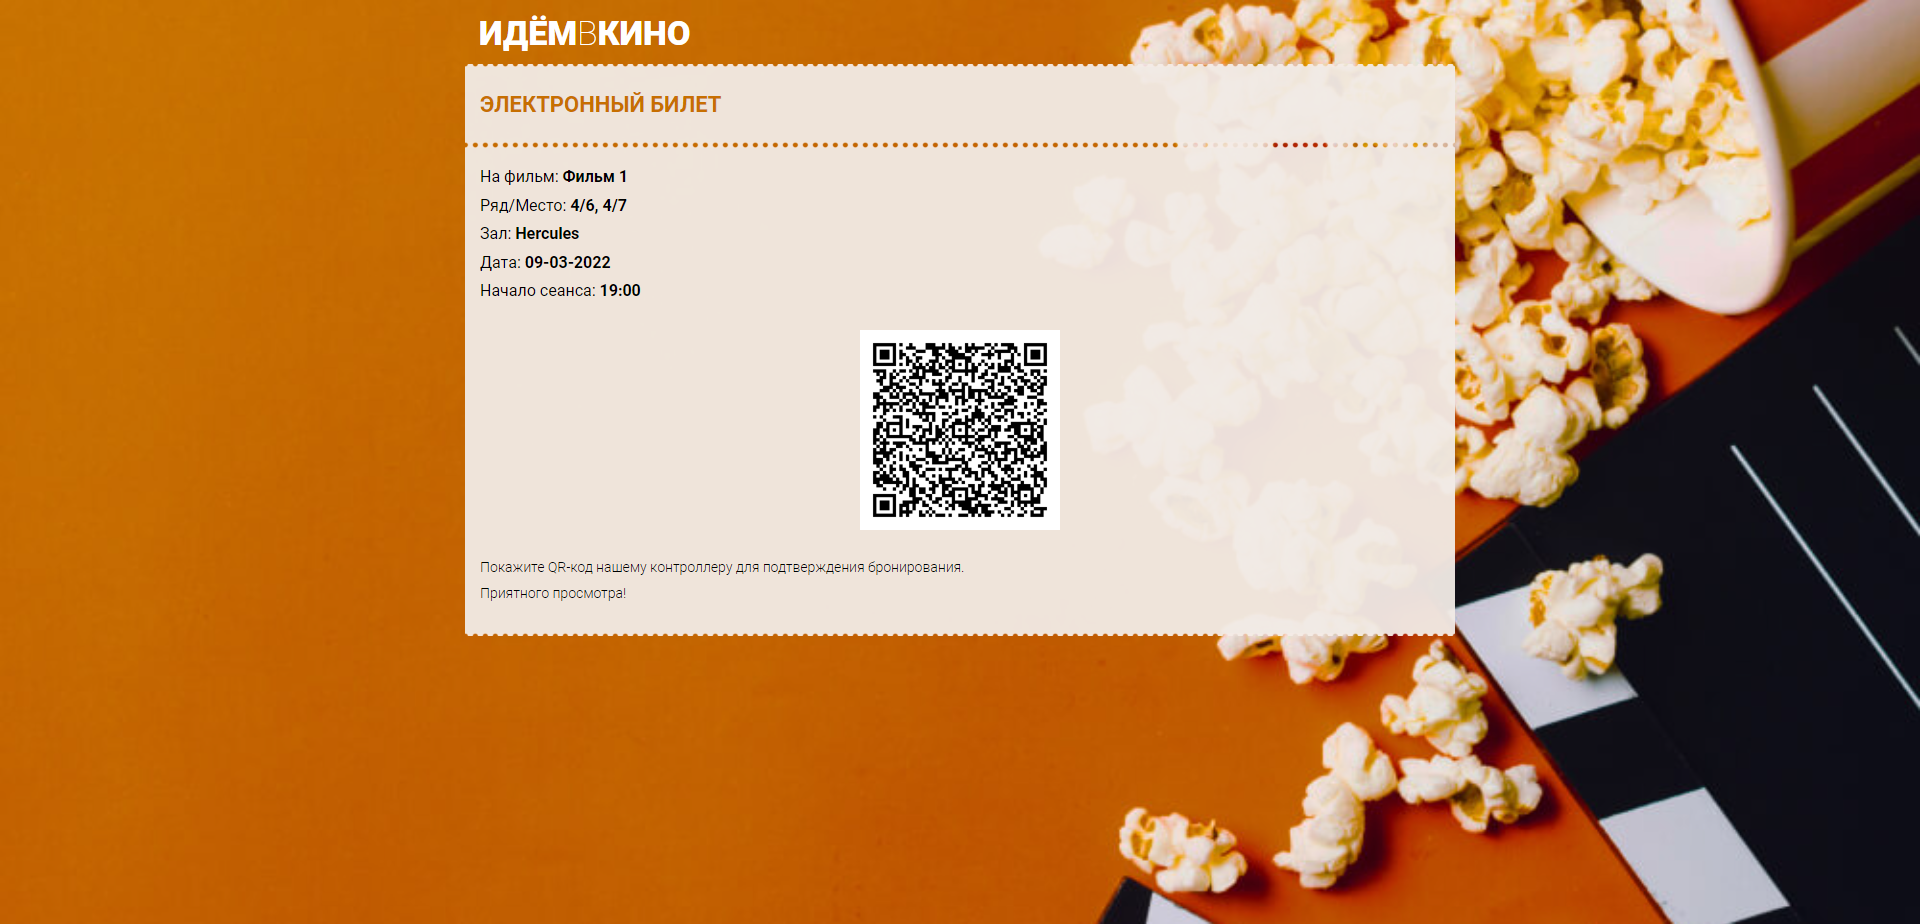 ИДЁМВКИНО
ЭЛЕКТРОННЫЙ БИЛЕТ
На фильм: Фильм 1
Ряд/Место: 4/6, 4/7
Зал: Hercules
Дата: 09-03-2022
Начало сеанса: 19:00
Покажите QR-код нашему контроллеру для подтверждения бронирования.
Приятного просмотра!